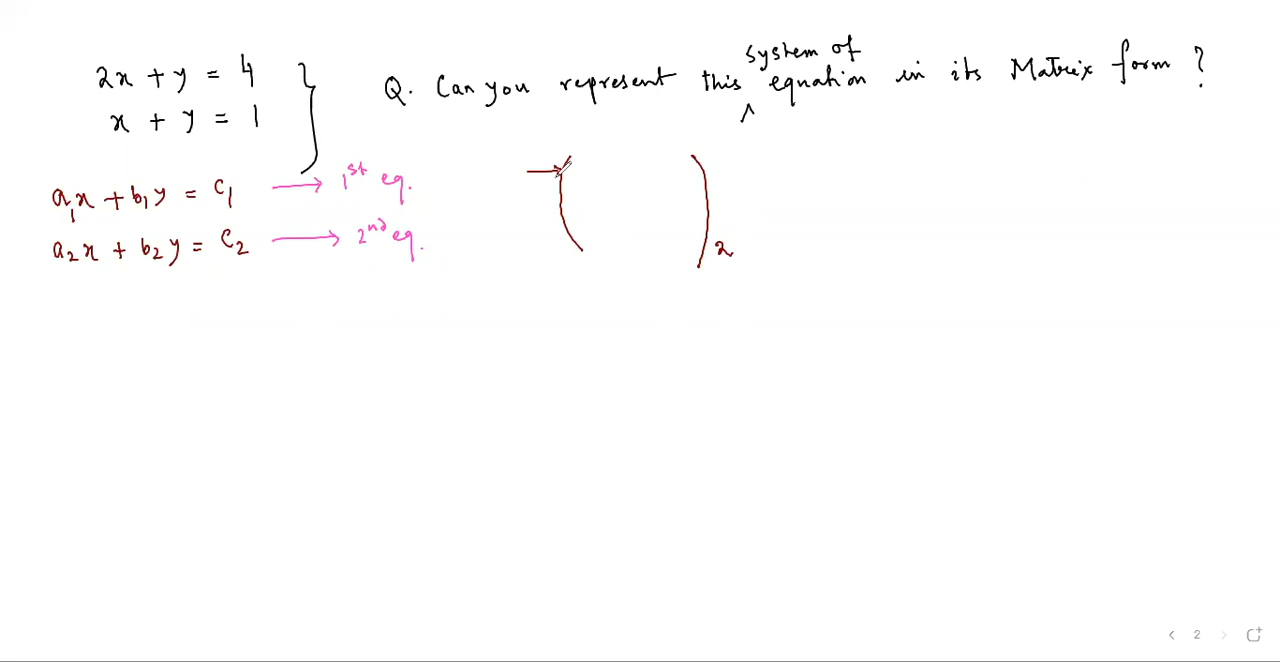 2x + y = 4
x + y = 1
Q. Can you represent this system of equation in its Matrix form ?
a₁x + b₁y = c₁ → 1st eq.
a₂x + b₂y = c₂ → 2nd eq.
→ (      )₂
2